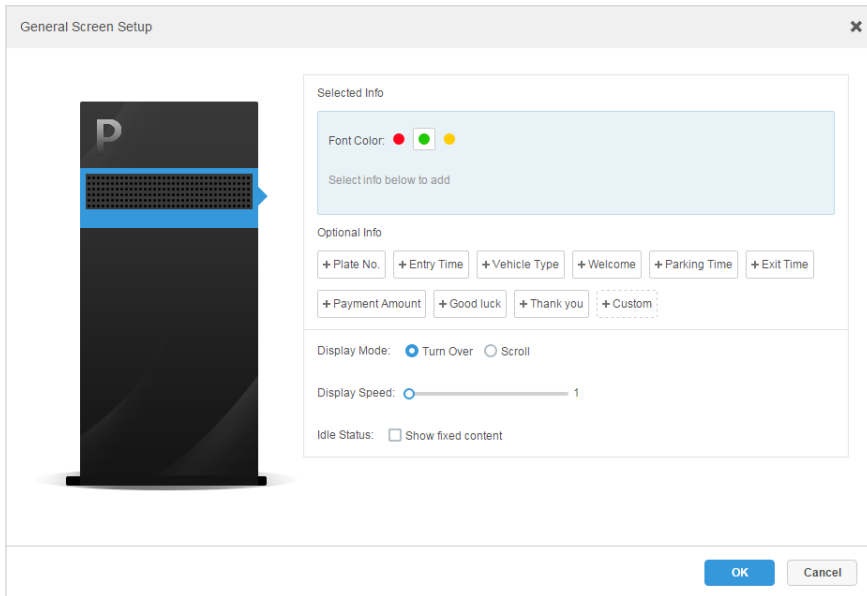 General Screen Setup
P
Selected Info
Font Color:
Select info below to add
Optional Info
+ Plate No. + Entry Time + Vehicle Type + Welcome + Parking Time + Exit Time
+ Payment Amount + Good luck + Thank you + Custom
Display Mode: Turn Over Scroll
Display Speed: 1
Idle Status: Show fixed content
OK Cancel